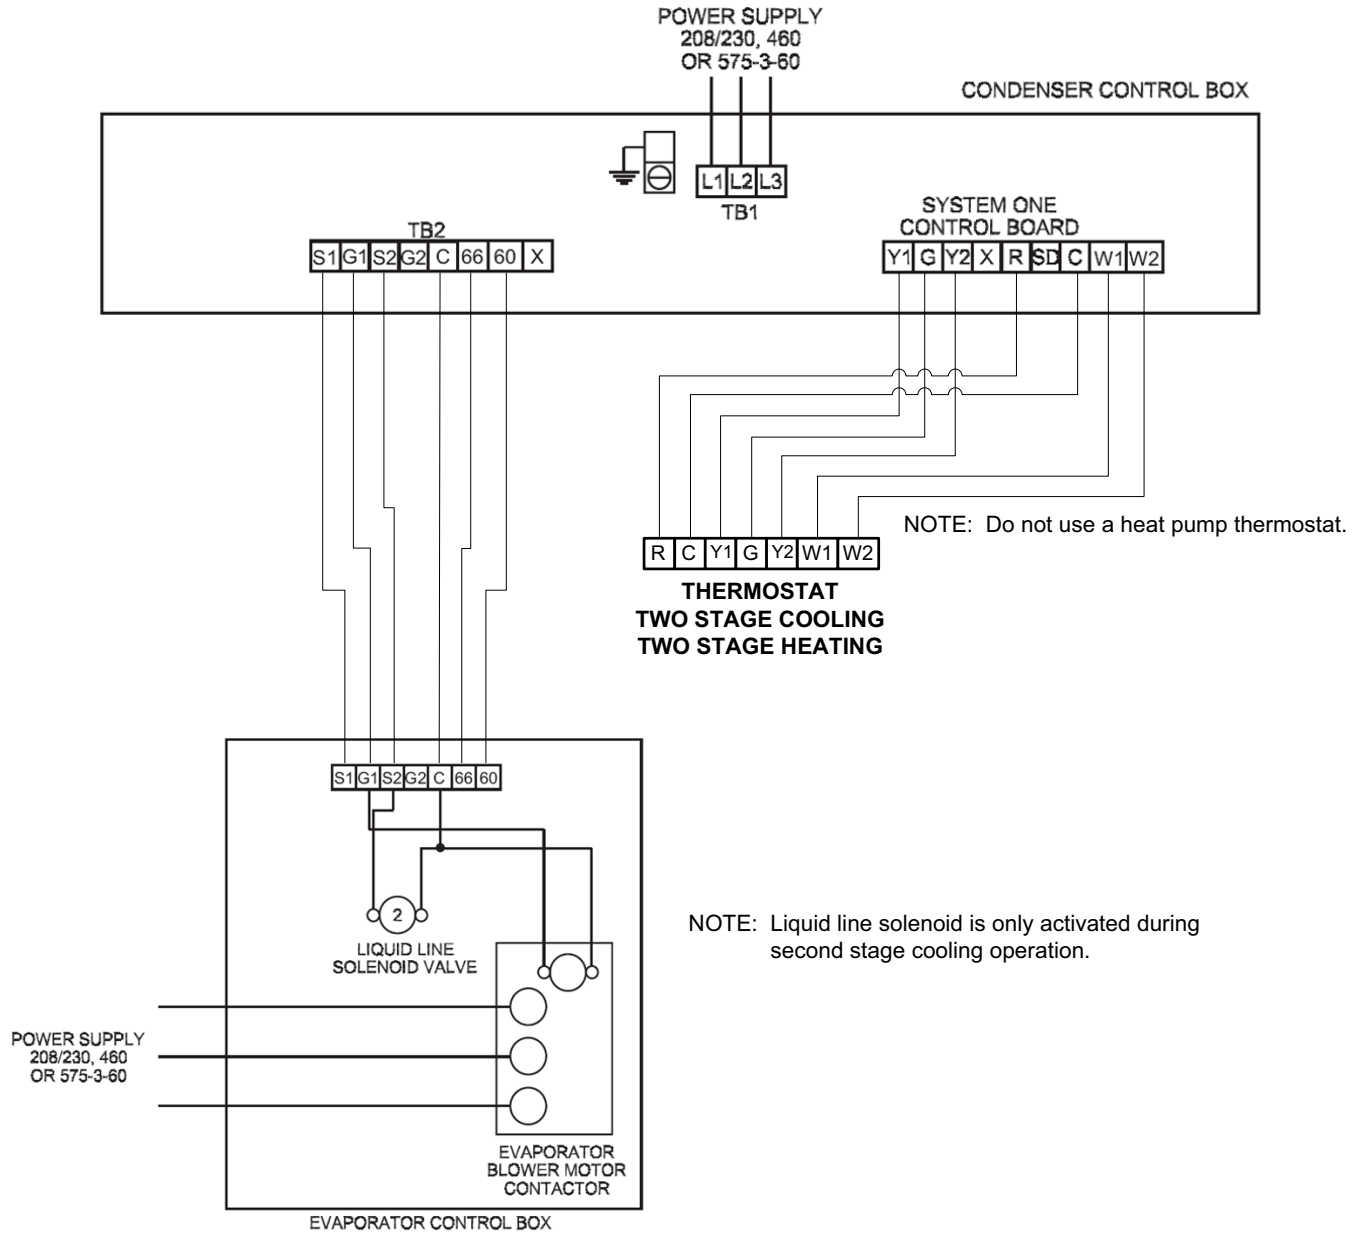 POWER SUPPLY
208/230, 460
OR 575-3-60
CONDENSER CONTROL BOX
L1 L2 L3
TB1
SYSTEM ONE
CONTROL BOARD
TB2
S1 G1 S2 G2 C 66 60 X
Y1 G Y2 X R SD C W1 W2
NOTE: Do not use a heat pump thermostat.
R C Y1 G Y2 W1 W2
THERMOSTAT
TWO STAGE COOLING
TWO STAGE HEATING
S1 G1 S2 G2 C 66 60
2
LIQUID LINE
SOLENOID VALVE
NOTE: Liquid line solenoid is only activated during
second stage cooling operation.
POWER SUPPLY
208/230, 460
OR 575-3-60
EVAPORATOR
BLOWER MOTOR
CONTACTOR
EVAPORATOR CONTROL BOX